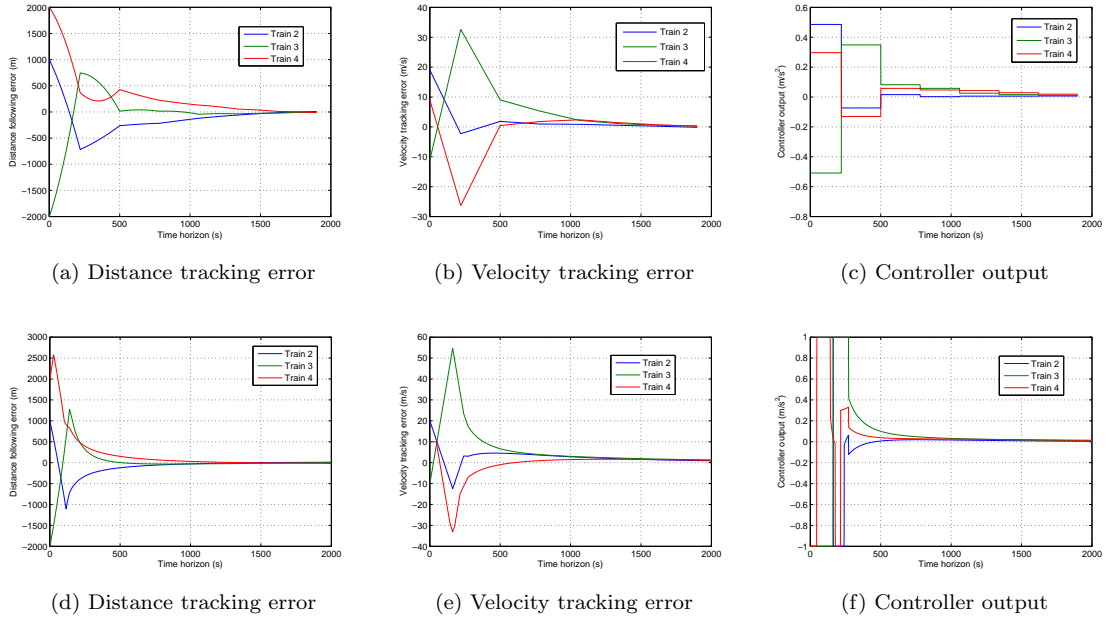 2000
1500
1000
500
0
−500
−1000
−1500
−2000
0 500 1000 1500 2000
Distance following error (m)
Time horizon (s)
Train 2
Train 3
Train 4
(a) Distance tracking error
40
30
20
10
0
−10
−20
−30
0 500 1000 1500 2000
Velocity tracking error (m/s)
Time horizon (s)
Train 2
Train 3
Train 4
(b) Velocity tracking error
0.6
0.4
0.2
0
−0.2
−0.4
−0.6
−0.8
0 500 1000 1500 2000
Controller output (m/s²)
Time horizon (s)
Train 2
Train 3
Train 4
(c) Controller output
3000
2500
2000
1500
1000
500
0
−500
−1000
−1500
−2000
0 500 1000 1500 2000
Distance following error (m)
Time horizon (s)
Train 2
Train 3
Train 4
(d) Distance tracking error
60
50
40
30
20
10
0
−10
−20
−30
−40
0 500 1000 1500 2000
Velocity tracking error (m/s)
Time horizon (s)
Train 2
Train 3
Train 4
(e) Velocity tracking error
1
0.8
0.6
0.4
0.2
0
−0.2
−0.4
−0.6
−0.8
−1
0 500 1000 1500 2000
Controller output (m/s²)
Time horizon (s)
Train 2
Train 3
Train 4
(f) Controller output